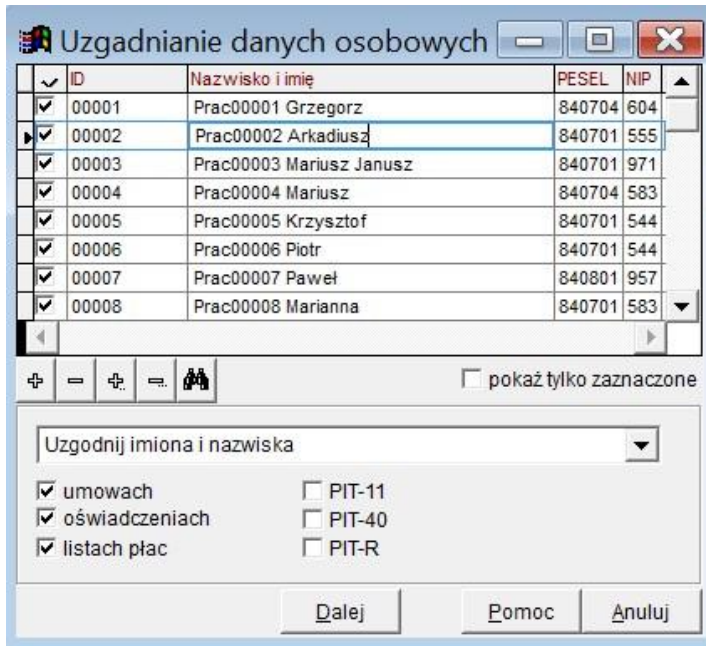 Uzgadnianie danych osobowych
ID Nazwisko i imię PESEL NIP
00001 Prac00001 Grzegorz 840704 604
00002 Prac00002 Arkadiusz 840701 555
00003 Prac00003 Mariusz Janusz 840701 971
00004 Prac00004 Mariusz 840704 583
00005 Prac00005 Krzysztof 840701 544
00006 Prac00006 Piotr 840701 544
00007 Prac00007 Paweł 840801 957
00008 Prac00008 Marianna 840701 583
pokaż tylko zaznaczone
Uzgodnij imiona i nazwiska
umowach PIT-11
oświadczeniach PIT-40
listach płac PIT-R
Dalej Pomoc Anuluj